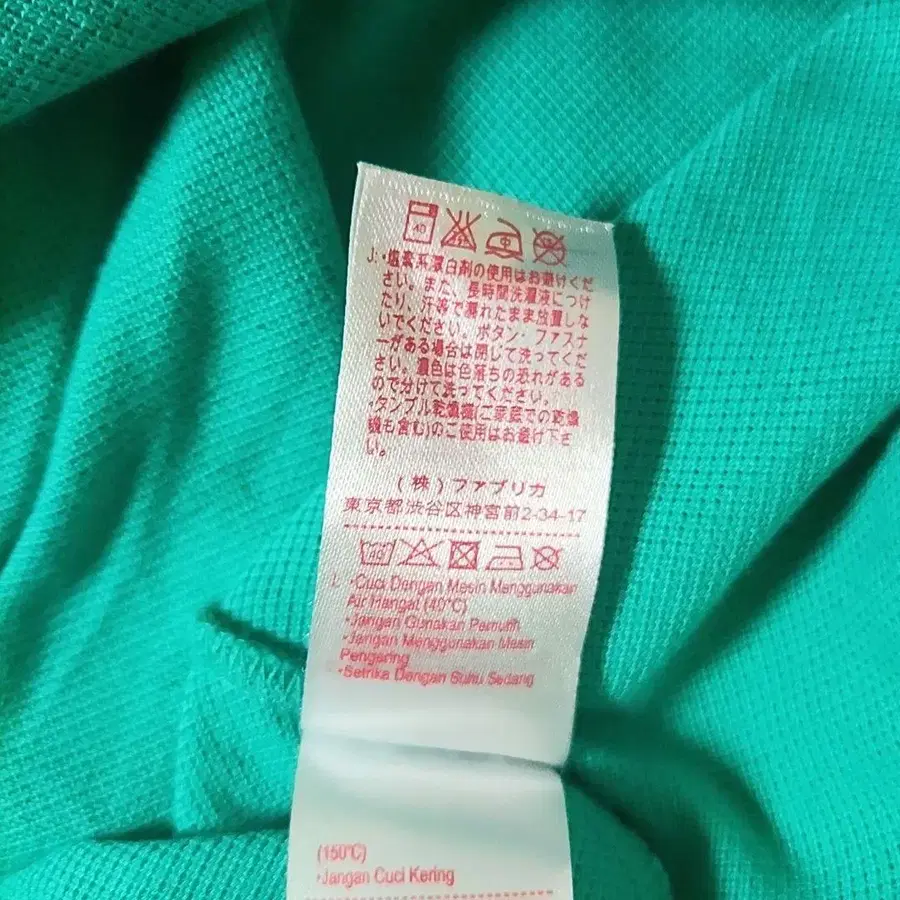 40
J:・塩素系漂白剤の使用はお避けくだ
さい。また、長時間洗濯液につけ
たり、汗等で濡れたまま放置しな
いでください。ボタン・ファスナ
ーがある場合は閉じて洗ってくだ
さい。濃色は色落ちの恐れがある
ので分けて洗ってください。
・タンブル乾燥機(ご家庭での乾燥
機も含む)のご使用はお避け下さ
い。
(株)ファブリカ
東京都渋谷区神宮前2-34-17
40
・Cuci Dengan Mesin Menggunakan
Air Hangat (40°C)
・Jangan Gunakan Pemutih
・Jangan Menggunakan Mesin
Pengering
・Setrika Dengan Suhu Sedang
(150°C)
・Jangan Cuci Kering